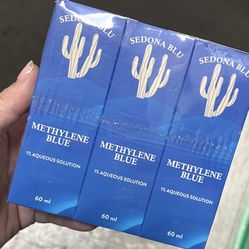 SEDONA BLU
METHYLENE
BLUE
1% AQUEOUS SOLUTION
60 ml
SEDONA BLU
METHYLENE
BLUE
1% AQUEOUS SOLUTION
60 ml
SEDONA BLU
METHYLENE
BLUE
1% AQUEOUS SOLUTION
60 ml